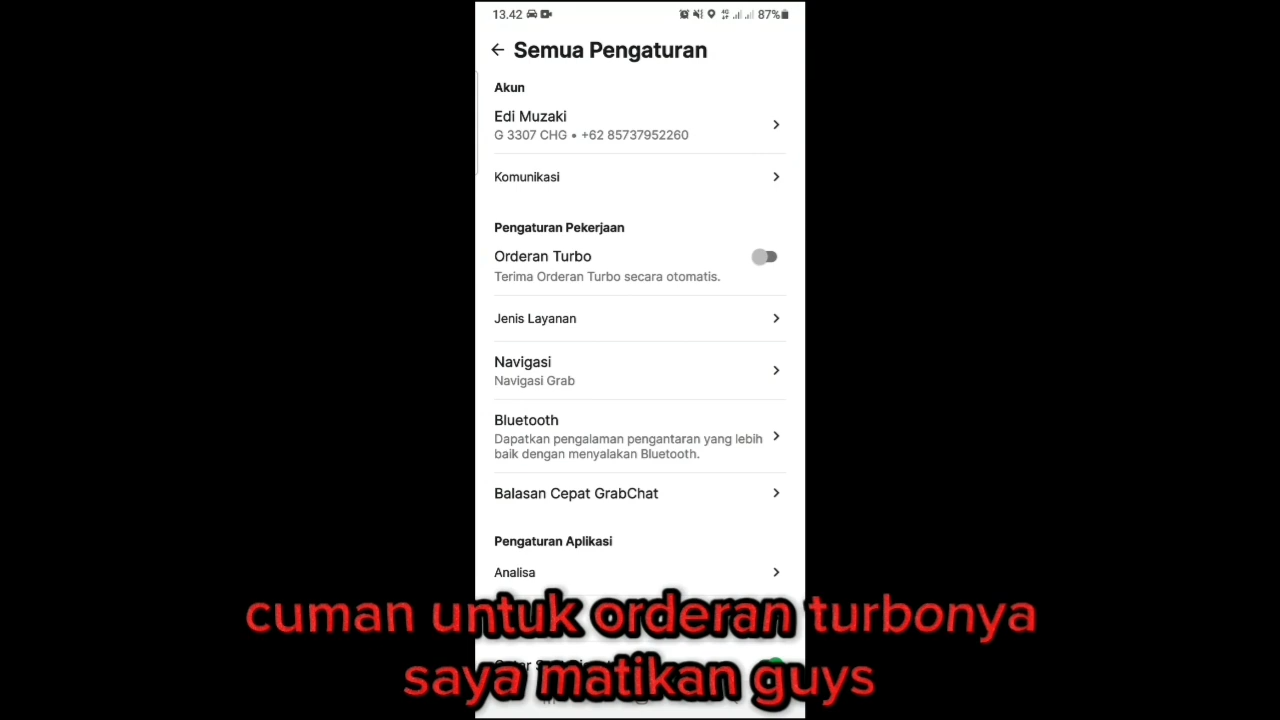 13.42
87%
Semua Pengaturan
Akun
Edi Muzaki
G 3307 CHG • +62 85737952260
Komunikasi
Pengaturan Pekerjaan
Orderan Turbo
Terima Orderan Turbo secara otomatis.
Jenis Layanan
Navigasi
Navigasi Grab
Bluetooth
Dapatkan pengalaman pengantaran yang lebih
baik dengan menyalakan Bluetooth.
Balasan Cepat GrabChat
Pengaturan Aplikasi
Analisa
cuman untuk orderan turbonya
saya matikan guys